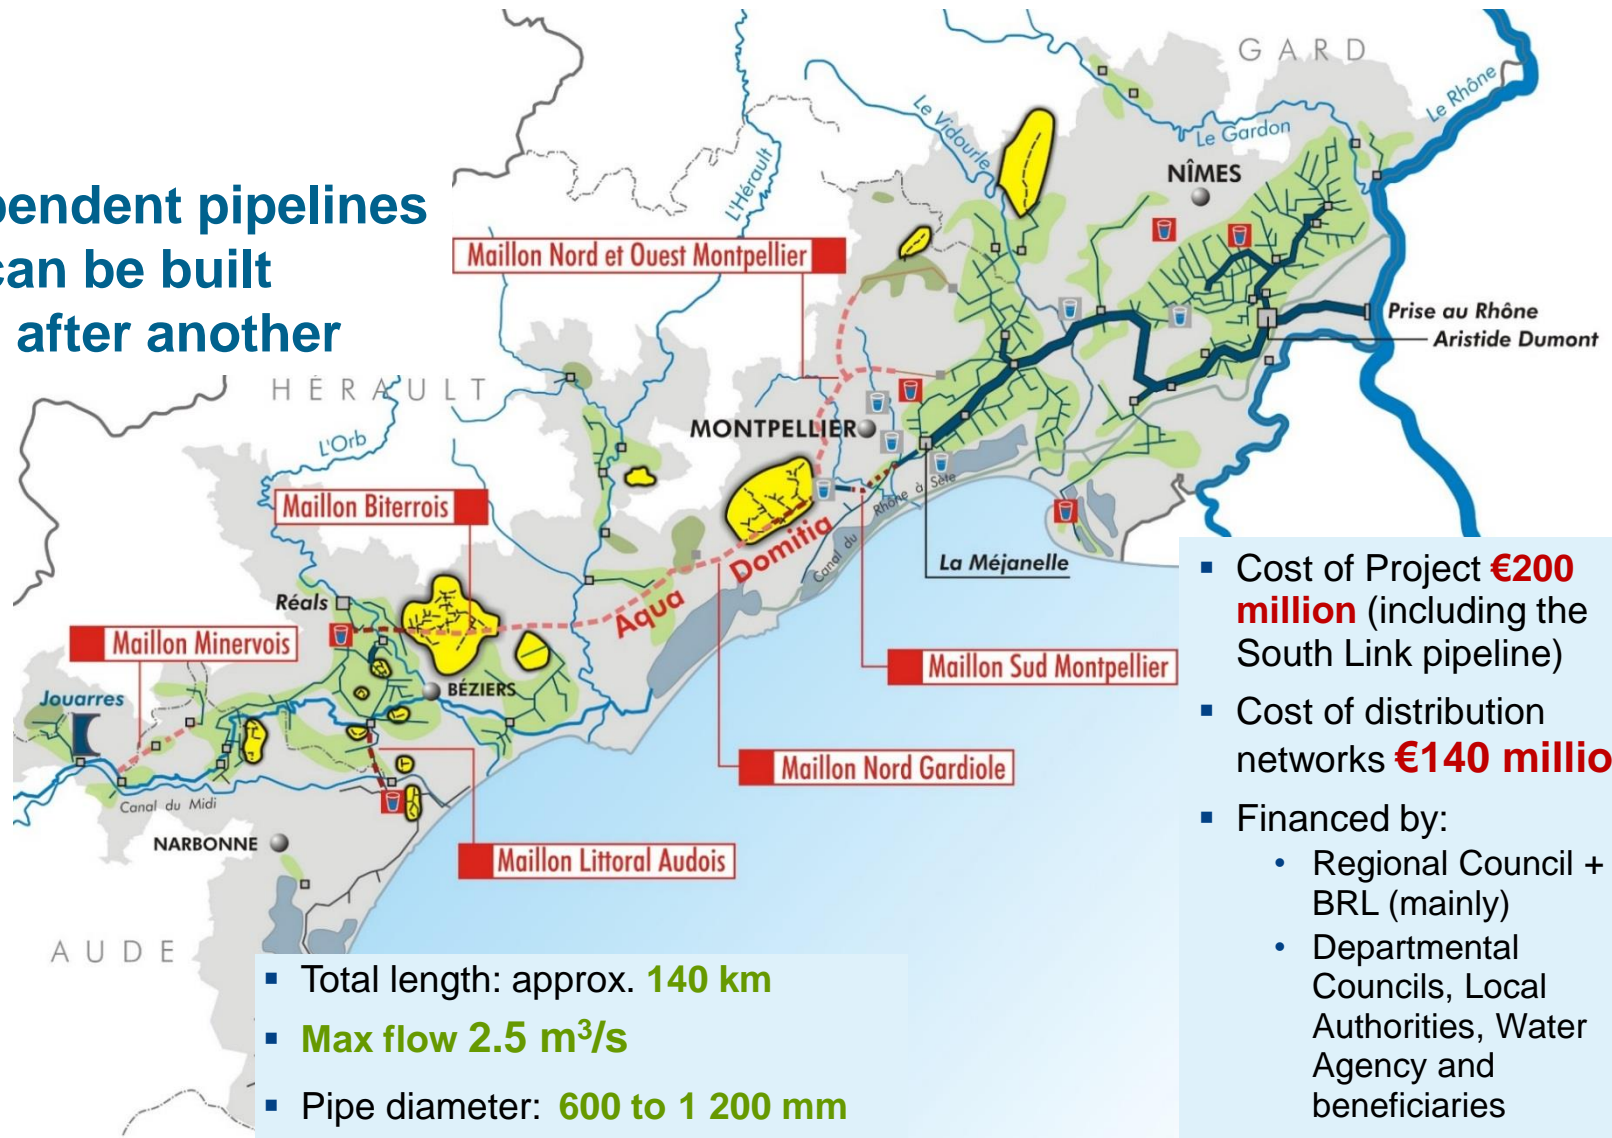 GARD
Le Rhône
Le Vidourle
Le Gardon
L'Hérault
NÎMES
pendent pipelines
can be built
after another
Maillon Nord et Ouest Montpellier
Prise au Rhône
Aristide Dumont
HÉRAULT
MONTPELLIER
L'Orb
Maillon Biterrois
Canal du Rhône à Sète
Aqua Domitia
La Méjanelle
Réals
Maillon Minervois
Maillon Sud Montpellier
Jouarres
BÉZIERS
Maillon Nord Gardiole
Canal du Midi
NARBONNE
Maillon Littoral Audois
AUDE
▪ Total length: approx. 140 km
▪ Max flow 2.5 m³/s
▪ Pipe diameter: 600 to 1 200 mm
▪ Cost of Project €200
million (including the
South Link pipeline)
▪ Cost of distribution
networks €140 millio
▪ Financed by:
• Regional Council +
BRL (mainly)
• Departmental
Councils, Local
Authorities, Water
Agency and
beneficiaries